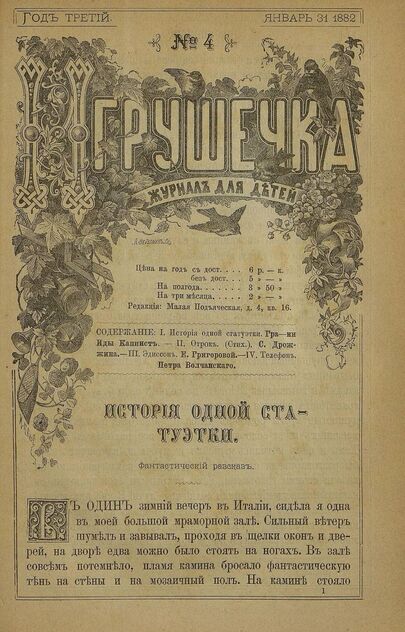 Годъ третій. Январь 31 1882
№ 4
Игрушечка
журналъ для дѣтей
Цѣна на годъ съ дост. . . . 6 р. — к.
безъ дост. . . . 5 » — »
На полгода. . . . . . . 3 » 50 »
На три мѣсяца. . . . . . 2 » — »
Редакція: Малая Подъяческая, д. 4, кв. 16.
СОДЕРЖАНІЕ: I. Исторія одной статуэтки. Гра-ни
Иды Капнистъ. — II. Отрокъ. (Стих.). С. Дрож-
жина.—III. Эдиссонъ. Е. Григоровой.—IV. Телефонъ.
Петра Волчанскаго.
ИСТОРІЯ ОДНОЙ СТА-
ТУЭТКИ.
Фантастическій разсказъ.
ВЪ ОДИНЪ зимній вечеръ въ Италіи, сидѣла я одна
въ моей большой мраморной залѣ. Сильный вѣтеръ
шумѣлъ и завывалъ, проходя въ щелки оконъ и две-
рей, на дворѣ едва можно было стоять на ногахъ. Въ залѣ
совсѣмъ потемнѣло, пламя камина бросало фантастическую
тѣнь на стѣны и на мозаичный полъ. На каминѣ стояло
1